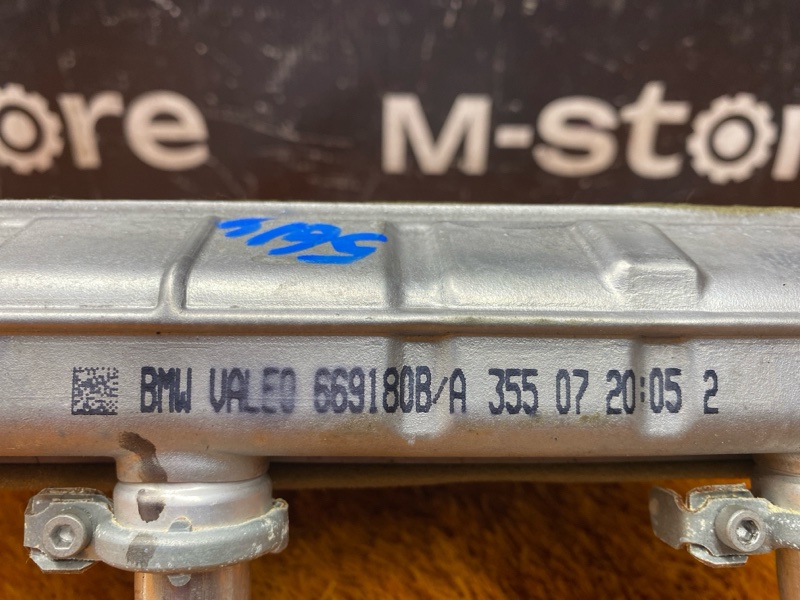 ore M-stor
BMW VALEO 669180B/A 355 07 20:05 2